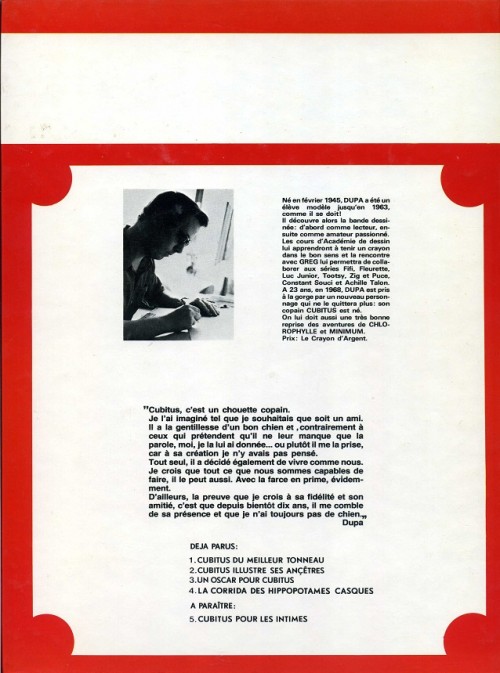 Né en février 1945, DUPA a été un
élève modèle jusqu'en 1963,
comme il se doit!
Il découvre alors la bande dessi-
née: d'abord comme lecteur, en-
suite comme amateur passionné.
Les cours d'Académie de dessin
lui apprendront à tenir un crayon
dans le bon sens et la rencontre
avec GREG lui permettra de colla-
borer aux séries Fifi, Fleurette,
Luc Junior, Tootsy, Zig et Puce,
Constant Souci et Achille Talon.
A 23 ans, en 1968, DUPA est pris
à la gorge par un nouveau person-
nage qui ne le quittera plus: son
copain CUBITUS est né.
On lui doit aussi une très bonne
reprise des aventures de CHLO-
ROPHYLLE et MINIMUM.
Prix: Le Crayon d'Argent.
"Cubitus, c'est un chouette copain.
Je l'ai imaginé tel que je souhaitais que soit un ami.
Il a la gentillesse d'un bon chien et ,contrairement à
ceux qui prétendent qu'il ne leur manque que la
parole, moi, je la lui ai donnée... ou plutôt il me la prise,
car à sa création je n'y avais pas pensé.
Tout seul, il a décidé également de vivre comme nous.
Je crois que tout ce que nous sommes capables de
faire, il le peut aussi. Avec la farce en prime, évidem-
ment.
D'ailleurs, la preuve que je crois à sa fidélité et son
amitié, c'est que depuis bientôt dix ans, il me comble
de sa présence et que je n'ai toujours pas de chien.„
Dupa
DEJA PARUS:
1. CUBITUS DU MEILLEUR TONNEAU
2. CUBITUS ILLUSTRE SES ANÇÊTRES
3. UN OSCAR POUR CUBITUS
4. LA CORRIDA DES HIPPOPOTAMES CASQUES
A PARAÎTRE:
5. CUBITUS POUR LES INTIMES